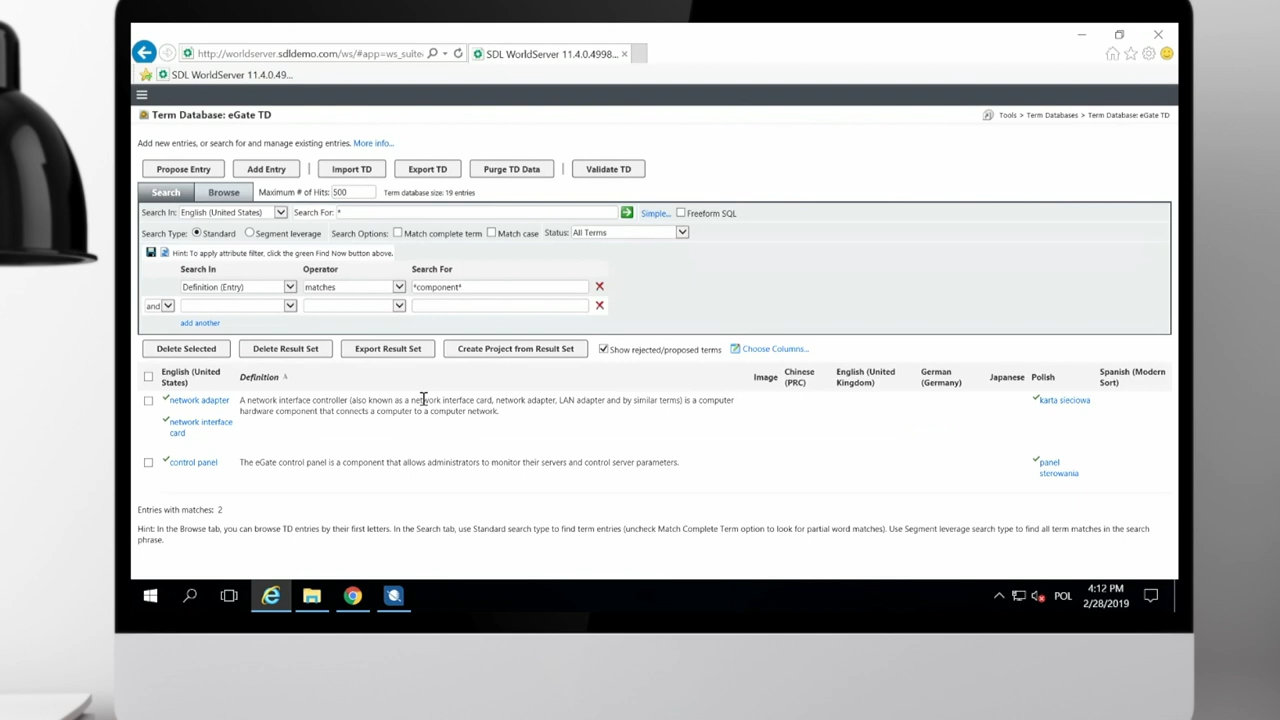 http://worldserver.sdldemo.com/ws/#app=ws_suite
SDL WorldServer 11.4.0.4998...
SDL WorldServer 11.4.0.49...
Term Database: eGate TD
Tools > Term Databases > Term Database: eGate TD
Add new entries, or search for and manage existing entries. More info...
Propose Entry Add Entry | Import TD Export TD Purge TD Data | Validate TD
Search Browse Maximum # of Hits: 500 Term database size: 19 entries
Search In: English (United States) Search For: * Simple... Freeform SQL
Search Type: Standard Segment leverage Search Options: Match complete term Match case Status: All Terms
Hint: To apply attribute filter, click the green Find Now button above.
Search In Operator Search For
Definition (Entry) matches *component*
and
add another
Delete Selected Delete Result Set Export Result Set Create Project from Result Set Show rejected/proposed terms Choose Columns...
English (United States) Definition Image Chinese (PRC) English (United Kingdom) German (Germany) Japanese Polish Spanish (Modern Sort)
network adapter
A network interface controller (also known as a network interface card, network adapter, LAN adapter and by similar terms) is a computer
hardware component that connects a computer to a computer network.
karta sieciowa
network interface
card
control panel
The eGate control panel is a component that allows administrators to monitor their servers and control server parameters.
panel
sterowania
Entries with matches: 2
Hint: In the Browse tab, you can browse TD entries by their first letters. In the Search tab, use Standard search type to find term entries (uncheck Match Complete Term option to look for partial word matches). Use Segment leverage search type to find all term matches in the search
phrase.
POL
4:12 PM
2/28/2019